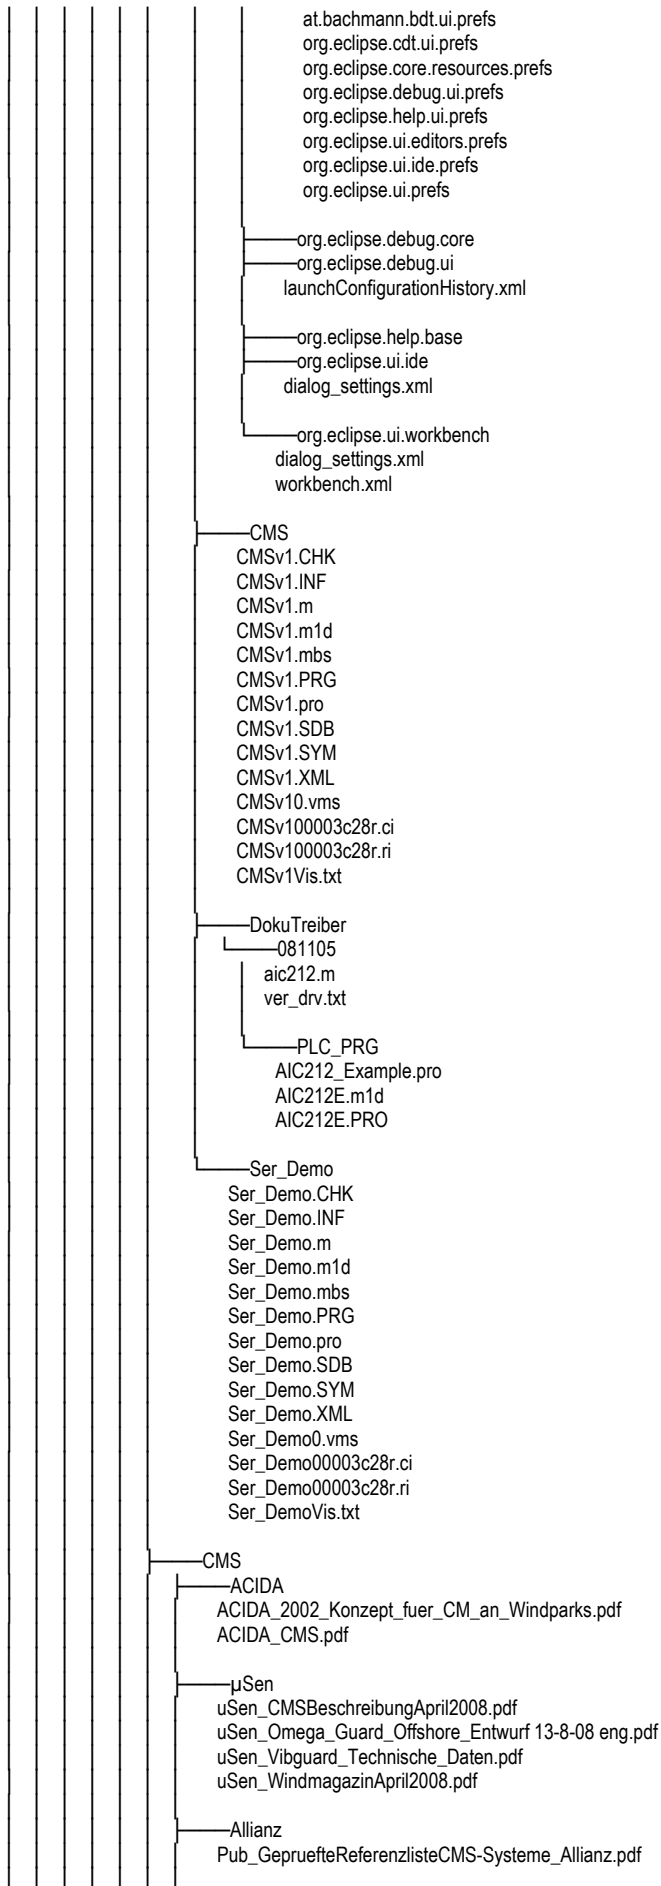 at.bachmann.bdt.ui.prefs
org.eclipse.cdt.ui.prefs
org.eclipse.core.resources.prefs
org.eclipse.debug.ui.prefs
org.eclipse.help.ui.prefs
org.eclipse.ui.editors.prefs
org.eclipse.ui.ide.prefs
org.eclipse.ui.prefs
org.eclipse.debug.core
org.eclipse.debug.ui
launchConfigurationHistory.xml
org.eclipse.help.base
org.eclipse.ui.ide
dialog_settings.xml
org.eclipse.ui.workbench
dialog_settings.xml
workbench.xml
CMS
CMSv1.CHK
CMSv1.INF
CMSv1.m
CMSv1.m1d
CMSv1.mbs
CMSv1.PRG
CMSv1.pro
CMSv1.SDB
CMSv1.SYM
CMSv1.XML
CMSv10.vms
CMSv100003c28r.ci
CMSv100003c28r.ri
CMSv1Vis.txt
DokuTreiber
081105
aic212.m
ver_drv.txt
PLC_PRG
AIC212_Example.pro
AIC212E.m1d
AIC212E.PRO
Ser_Demo
Ser_Demo.CHK
Ser_Demo.INF
Ser_Demo.m
Ser_Demo.m1d
Ser_Demo.mbs
Ser_Demo.PRG
Ser_Demo.pro
Ser_Demo.SDB
Ser_Demo.SYM
Ser_Demo.XML
Ser_Demo0.vms
Ser_Demo00003c28r.ci
Ser_Demo00003c28r.ri
Ser_DemoVis.txt
CMS
ACIDA
ACIDA_2002_Konzept_fuer_CM_an_Windparks.pdf
ACIDA_CMS.pdf
µSen
uSen_CMSBeschreibungApril2008.pdf
uSen_Omega_Guard_Offshore_Entwurf 13-8-08 eng.pdf
uSen_Vibguard_Technische_Daten.pdf
uSen_WindmagazinApril2008.pdf
Allianz
Pub_GepruefteReferenzlisteCMS-Systeme_Allianz.pdf